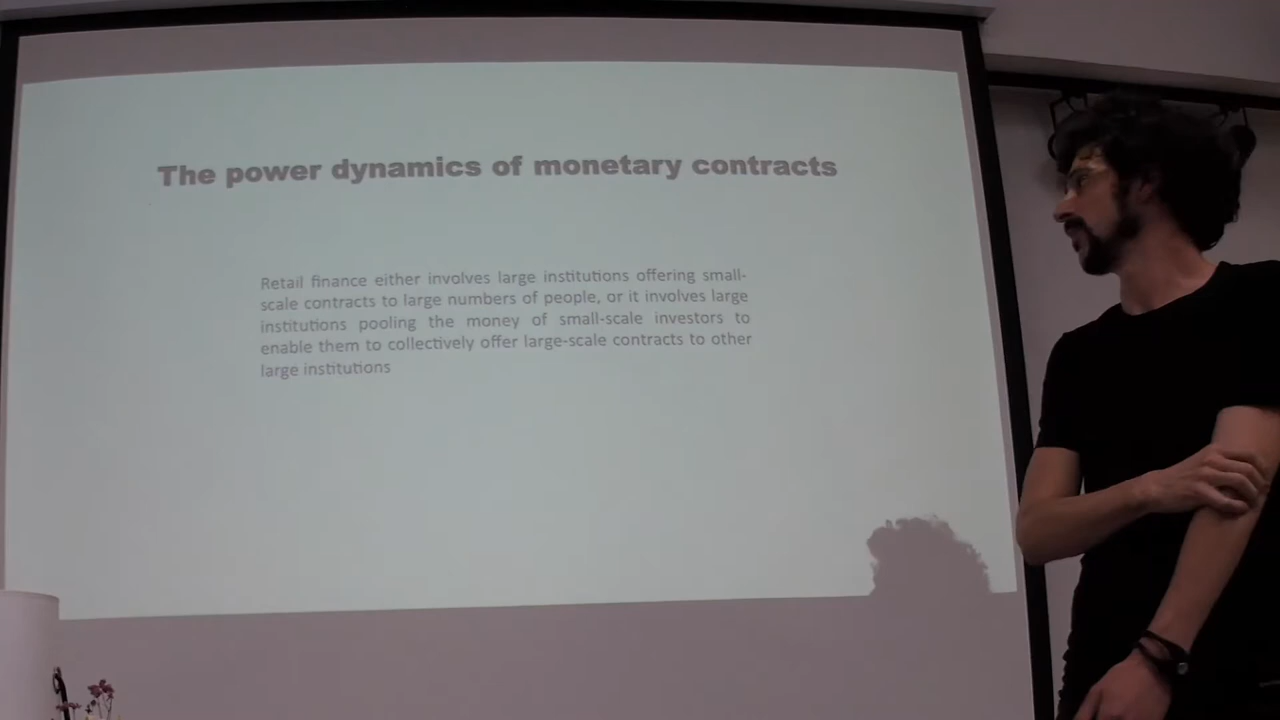 The power dynamics of monetary contracts
Retail finance either involves large institutions offering small-
scale contracts to large numbers of people, or it involves large
institutions pooling the money of small-scale investors to
enable them to collectively offer large-scale contracts to other
large institutions